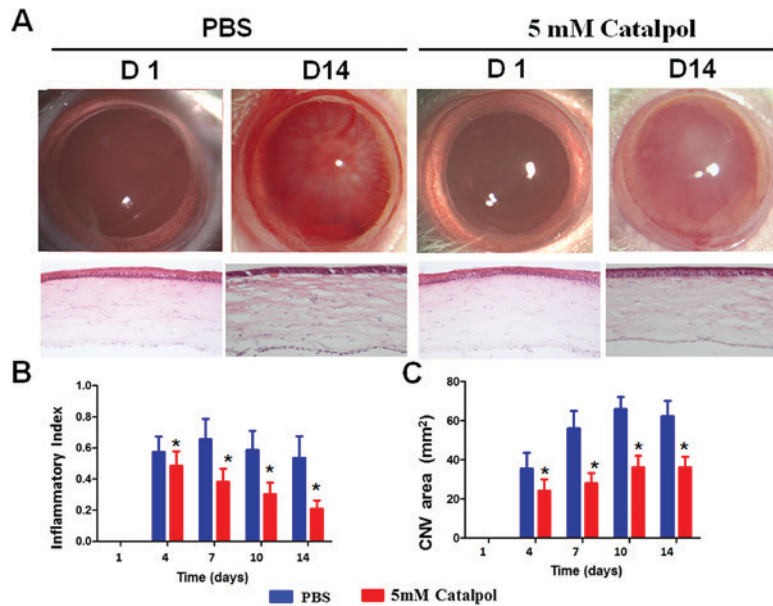 A
PBS
5 mM Catalpol
D 1
D14
D 1
D14
B
Inflammatory Index
1.0
0.8
0.6
0.4
0.2
0.0
* * * *
1 4 7 10 14
Time (days)
C
CNV area (mm²)
80
60
40
20
0
* * * *
1 4 7 10 14
Time (days)
PBS
5mM Catalpol